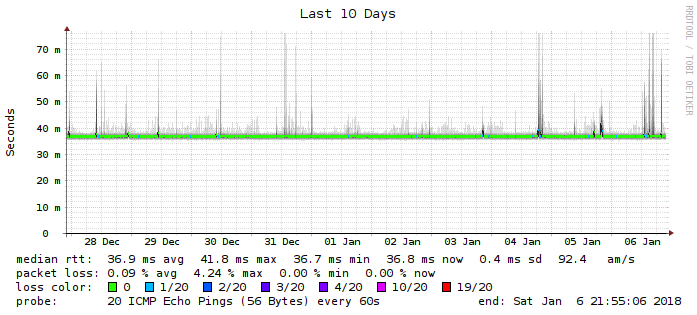 Last 10 Days
RRDTOOL / TOBI OETIKER
Seconds
70 m
60 m
50 m
40 m
30 m
20 m
10 m
0
28 Dec 29 Dec 30 Dec 31 Dec 01 Jan 02 Jan 03 Jan 04 Jan 05 Jan 06 Jan
median rtt: 36.9 ms avg 41.8 ms max 36.7 ms min 36.8 ms now 0.4 ms sd 92.4 am/s
packet loss: 0.09 % avg 4.24 % max 0.00 % min 0.00 % now
loss color: 0 1/20 2/20 3/20 4/20 10/20 19/20
probe: 20 ICMP Echo Pings (56 Bytes) every 60s end: Sat Jan 6 21:55:06 2018